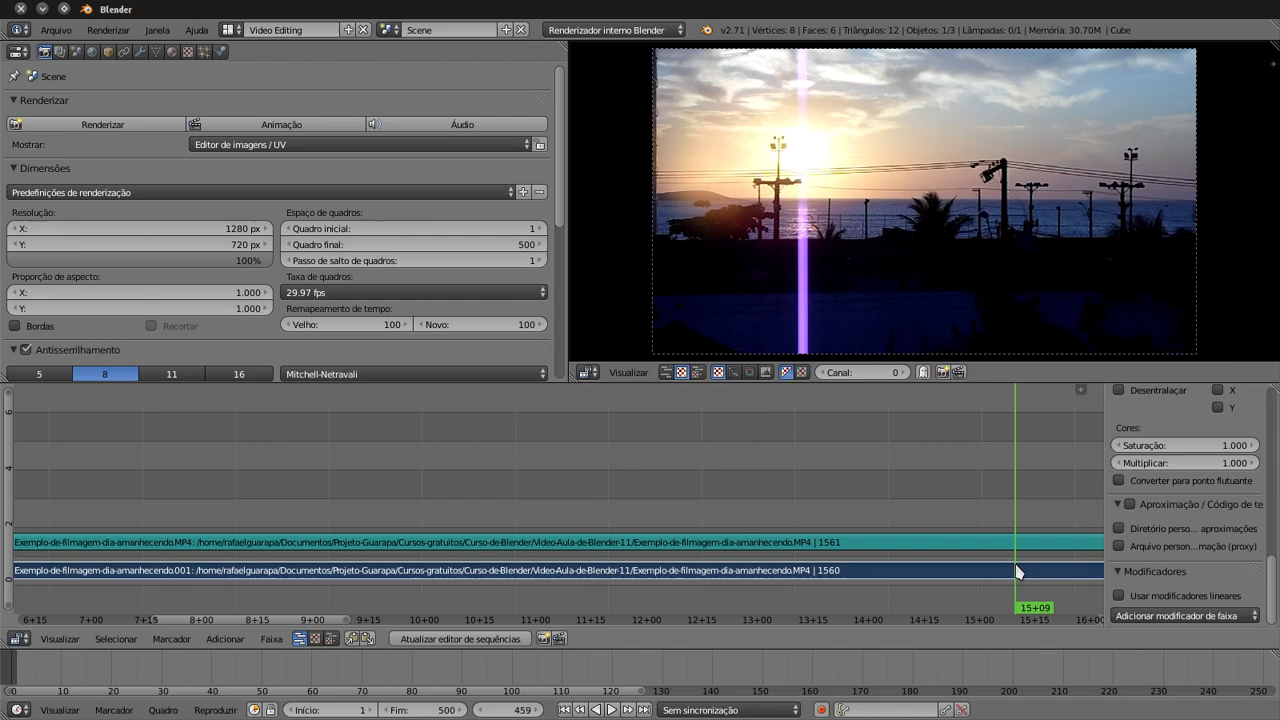 Blender
Arquivo Renderizar Janela Ajuda Video Editing Scene Renderizador interno Blender v2.71 | Vértices: 8 | Faces: 6 | Triângulos: 12 | Objetos: 1/3 | Lâmpadas: 0/1 | Memória: 30.70M | Cube
Scene
Renderizar
Renderizar Animação Áudio
Mostrar: Editor de imagens / UV
Dimensões
Predefinições de renderização
Resolução: Espaço de quadros:
X: 1280 px Quadro inicial: 1
Y: 720 px Quadro final: 500
100% Passo de salto de quadros: 1
Proporção de aspecto: Taxa de quadros:
X: 1.000 29.97 fps
Y: 1.000 Remapeamento de tempo:
Bordas Recortar Velho: 100 Novo: 100
Antisserrilhamento
5 8 11 16 Mitchell-Netravali
Visualizar Canal: 0
Desentralaçar X
Y
Cores:
Saturação: 1.000
Multiplicar: 1.000
Converter para ponto flutuante
Aproximação / Código de te
Diretório perso... aproximações
Arquivo person...mação (proxy)
Modificadores
Usar modificadores lineares
Adicionar modificador de faixa
6
4
2
0
Exemplo-de-filmagem-dia-amanhecendo.MP4: /home/rafaelguarapa/Documentos/Projeto-Guarapa/Cursos-gratuitos/Curso-de-Blender/Video-Aula-de-Blender-11/Exemplo-de-filmagem-dia-amanhecendo.MP4 | 1561
Exemplo-de-filmagem-dia-amanhecendo.001: /home/rafaelguarapa/Documentos/Projeto-Guarapa/Cursos-gratuitos/Curso-de-Blender/Video-Aula-de-Blender-11/Exemplo-de-filmagem-dia-amanhecendo.MP4 | 1560
15+09
6+15 7+00 7+15 8+00 8+15 9+00 9+15 10+00 10+15 11+00 11+15 12+00 12+15 13+00 13+15 14+00 14+15 15+00 15+15 16+00
Visualizar Selecionar Marcador Adicionar Faixa Atualizar editor de sequências
0 10 20 30 40 50 60 70 80 90 100 110 120 130 140 150 160 170 180 190 200 210 220 230 240 250
Visualizar Marcador Quadro Reproduzir Início: 1 Fim: 500 459 Sem sincronização